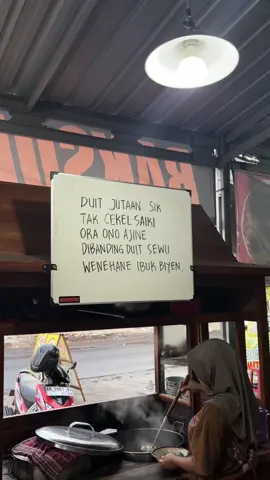 DUIT JUTAAN SIK
TAK CEKEL SAIKI
ORA ONO AJINE
DIBANDING DUIT SEWU
WENEHANE IBUK BIYEN.